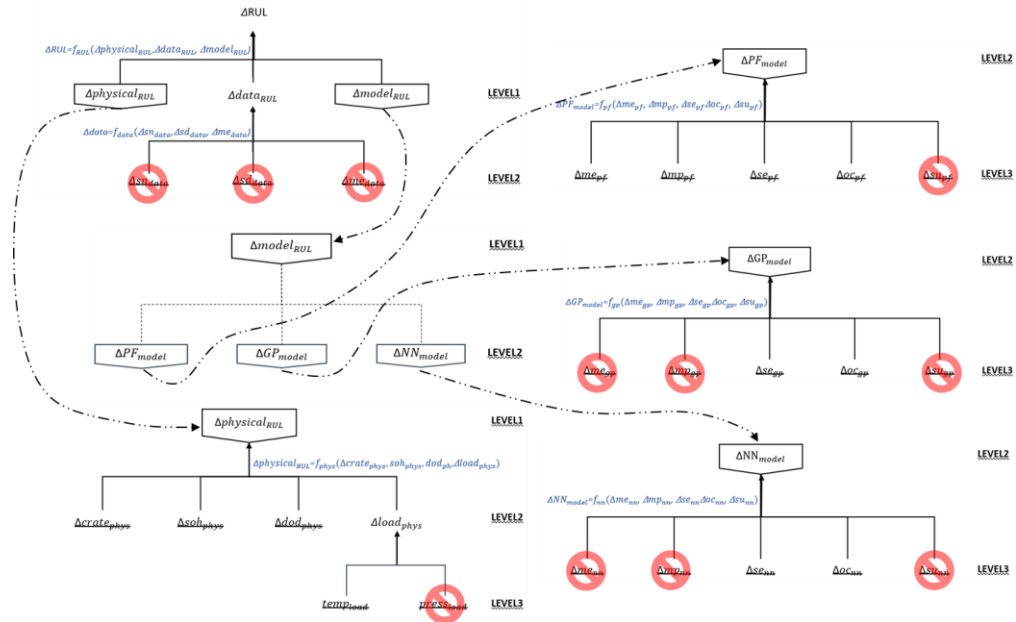 ΔRUL
ΔRUL=f_RUL(Δphysical_RUL,Δdata_RUL, Δmodel_RUL)
Δphysical_RUL Δdata_RUL Δmodel_RUL LEVEL1
Δdata=f_data(Δsn_data,Δsd_data, Δme_data)
Δsn_data Δsd_data Δme_data LEVEL2
Δmodel_RUL LEVEL1
ΔPF_model ΔGP_model ΔNN_model LEVEL2
Δphysical_RUL LEVEL1
Δphysical_RUL=f_phys(Δcrate_phys, soh_phys, dod_ph,Δload_phys)
Δcrate_phys Δsoh_phys Δdod_phys Δload_phys LEVEL2
temp_load press_load LEVEL3
ΔPF_model LEVEL2
ΔPF_model=f_pf(Δme_pf, Δmp_pf, Δse_pf Δoc_pf, Δsu_pf)
Δme_pf Δmp_pf Δse_pf Δoc_pf Δsu_pf LEVEL3
ΔGP_model LEVEL2
ΔGP_model=f_gp(Δme_gp, Δmp_gp, Δse_gp Δoc_gp, Δsu_gp)
Δme_gp Δmp_gp Δse_gp Δoc_gp Δsu_gp LEVEL3
ΔNN_model LEVEL2
ΔNN_model=f_nn(Δme_nn, Δmp_nn, Δse_nn Δoc_nn, Δsu_nn)
Δme_nn Δmp_nn Δse_nn Δoc_nn Δsu_nn LEVEL3